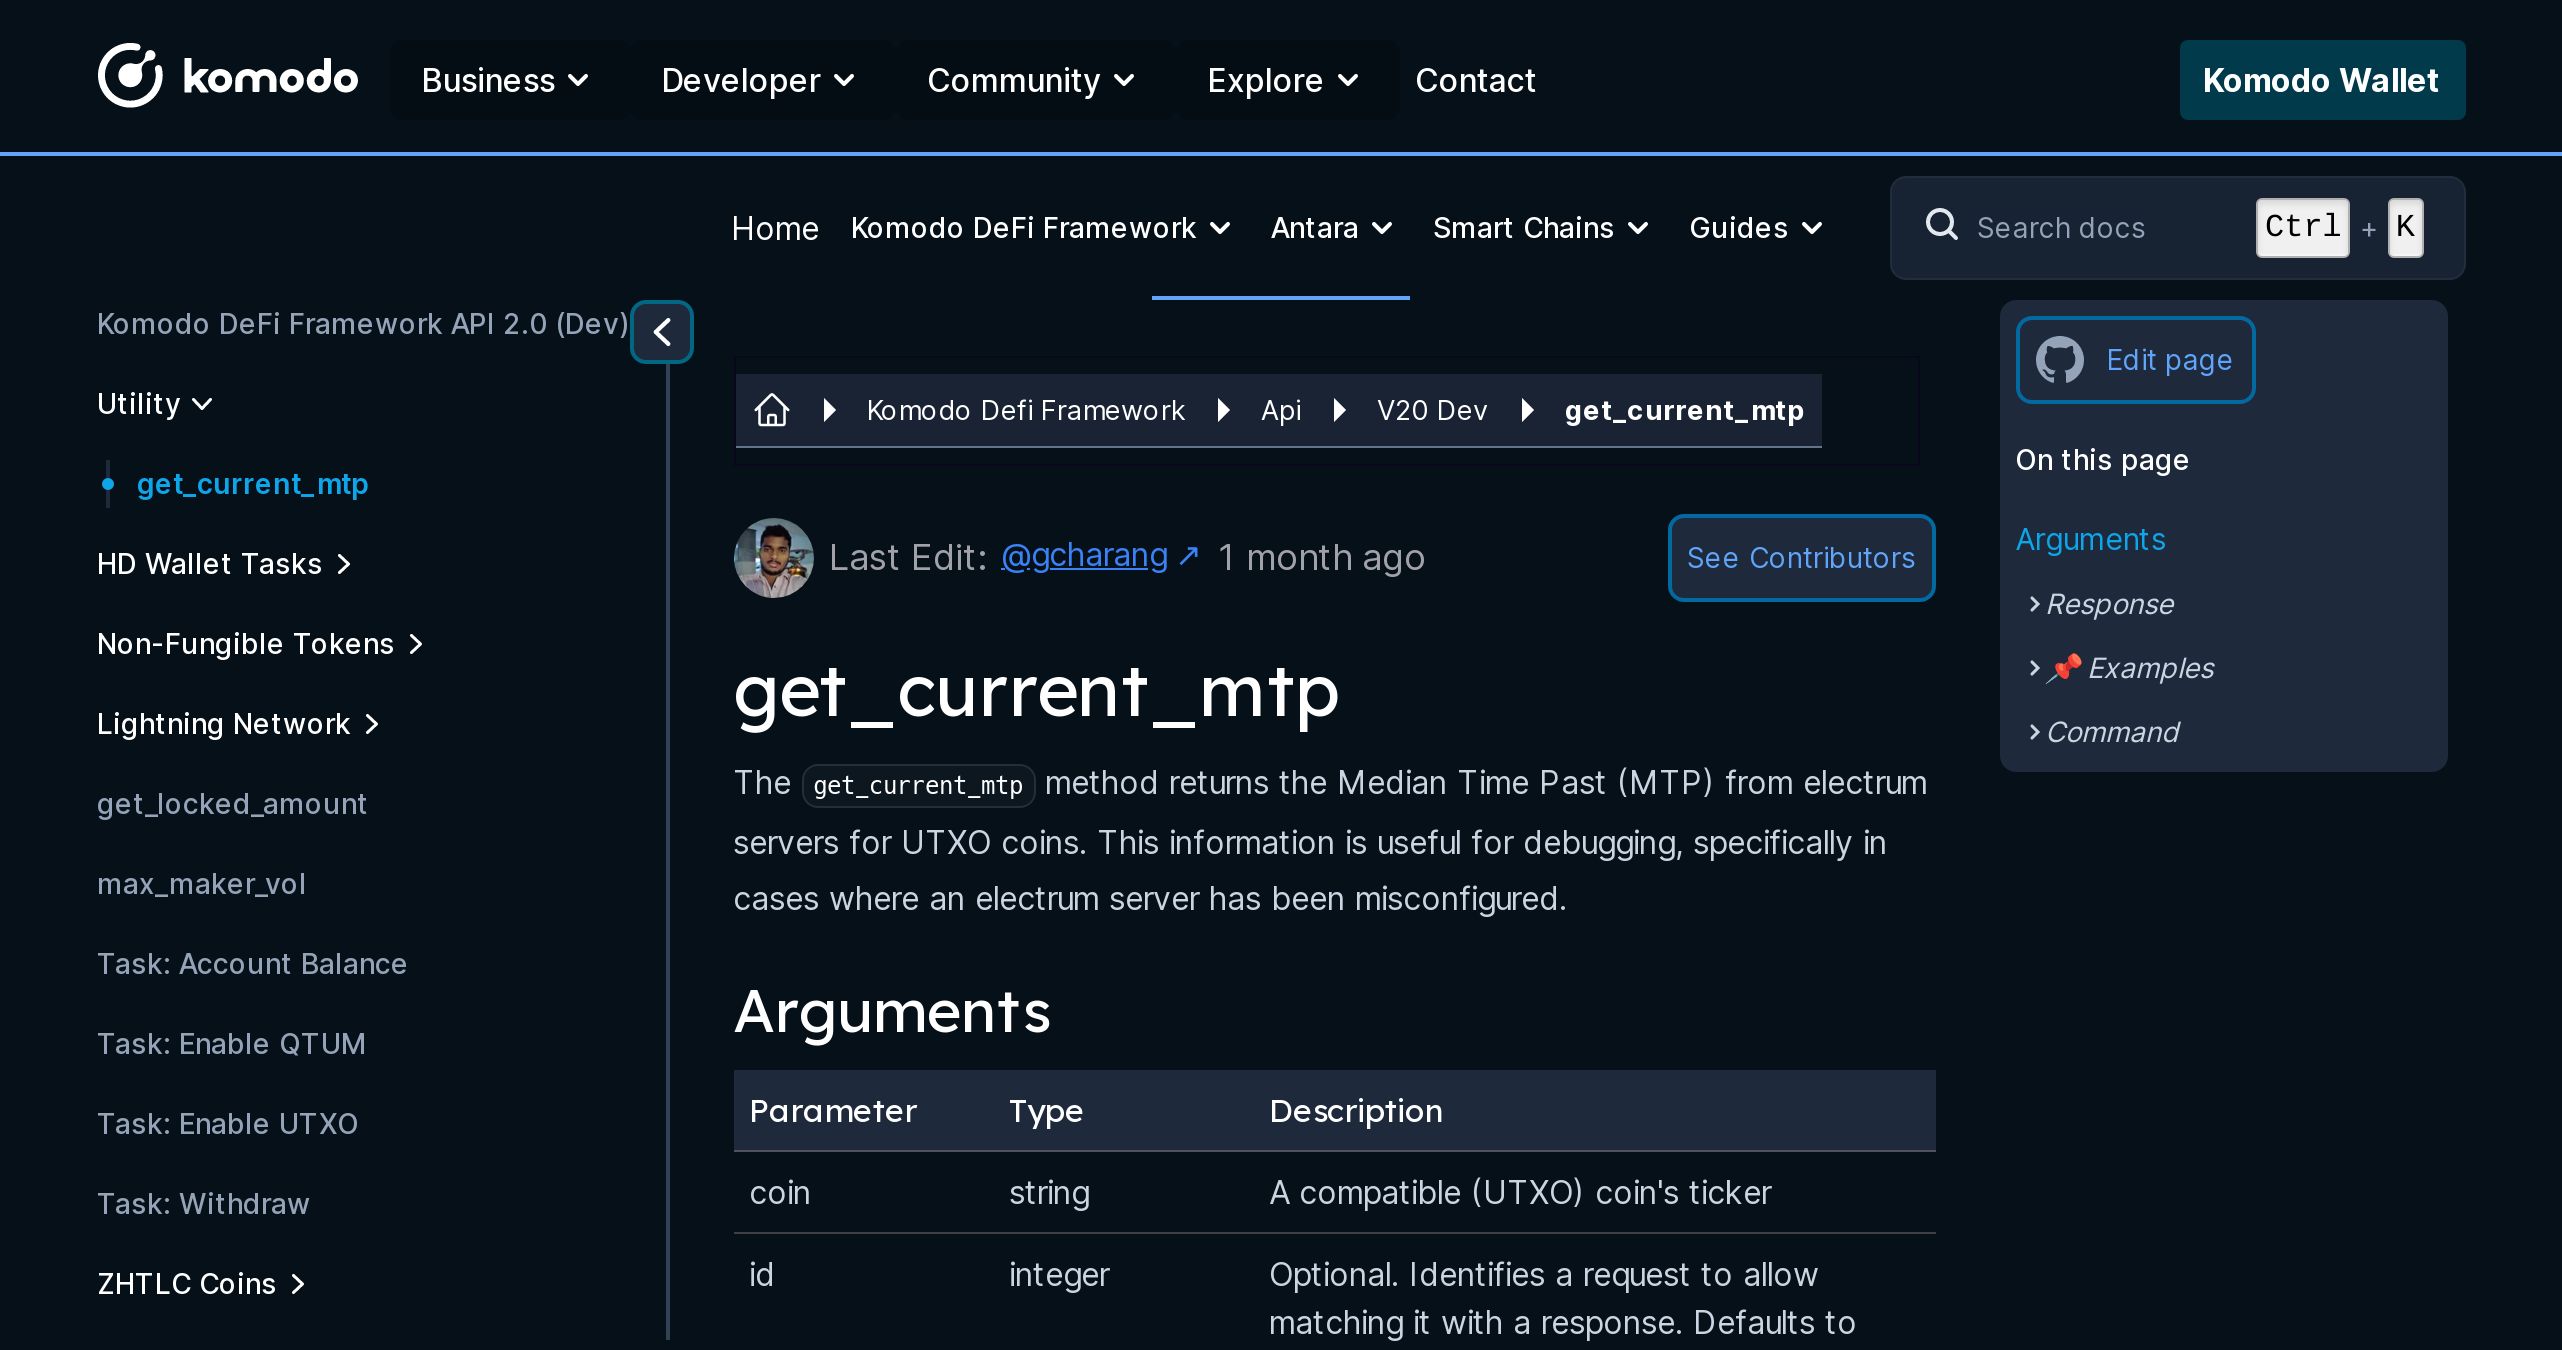 komodo
Business
Developer
Community
Explore
Contact
Komodo Wallet
Home
Komodo DeFi Framework
Antara
Smart Chains
Guides
Search docs
Ctrl + K
Komodo DeFi Framework API 2.0 (Dev)
Utility
get_current_mtp
HD Wallet Tasks
Non-Fungible Tokens
Lightning Network
get_locked_amount
max_maker_vol
Task: Account Balance
Task: Enable QTUM
Task: Enable UTXO
Task: Withdraw
ZHTLC Coins
Komodo Defi Framework
Api
V20 Dev
get_current_mtp
Last Edit: @gcharang ↗ 1 month ago
See Contributors
get_current_mtp
The get_current_mtp method returns the Median Time Past (MTP) from electrum
servers for UTXO coins. This information is useful for debugging, specifically in
cases where an electrum server has been misconfigured.
Arguments
Parameter Type Description
coin string A compatible (UTXO) coin's ticker
id integer Optional. Identifies a request to allow
matching it with a response. Defaults to
Edit page
On this page
Arguments
Response
📌 Examples
Command